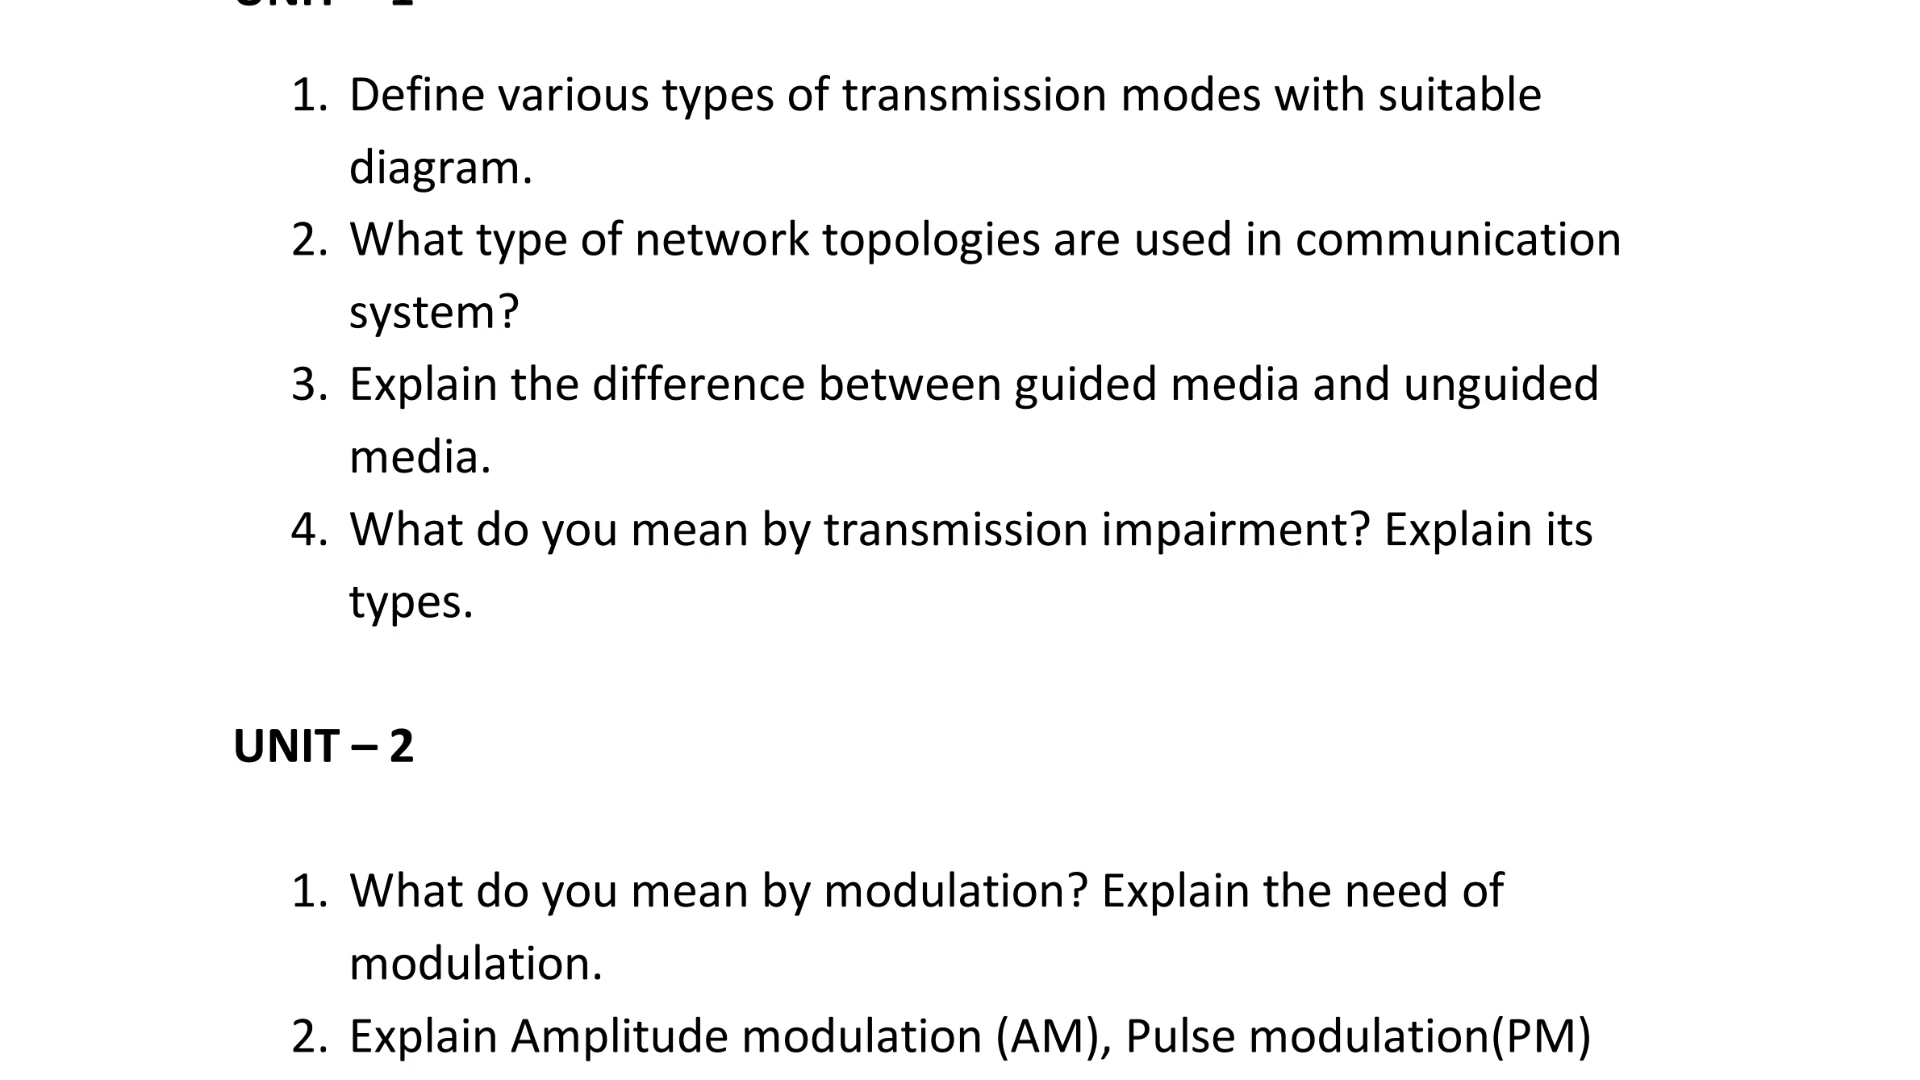 UNIT – 1
1. Define various types of transmission modes with suitable
diagram.
2. What type of network topologies are used in communication
system?
3. Explain the difference between guided media and unguided
media.
4. What do you mean by transmission impairment? Explain its
types.
UNIT – 2
1. What do you mean by modulation? Explain the need of
modulation.
2. Explain Amplitude modulation (AM), Pulse modulation(PM)